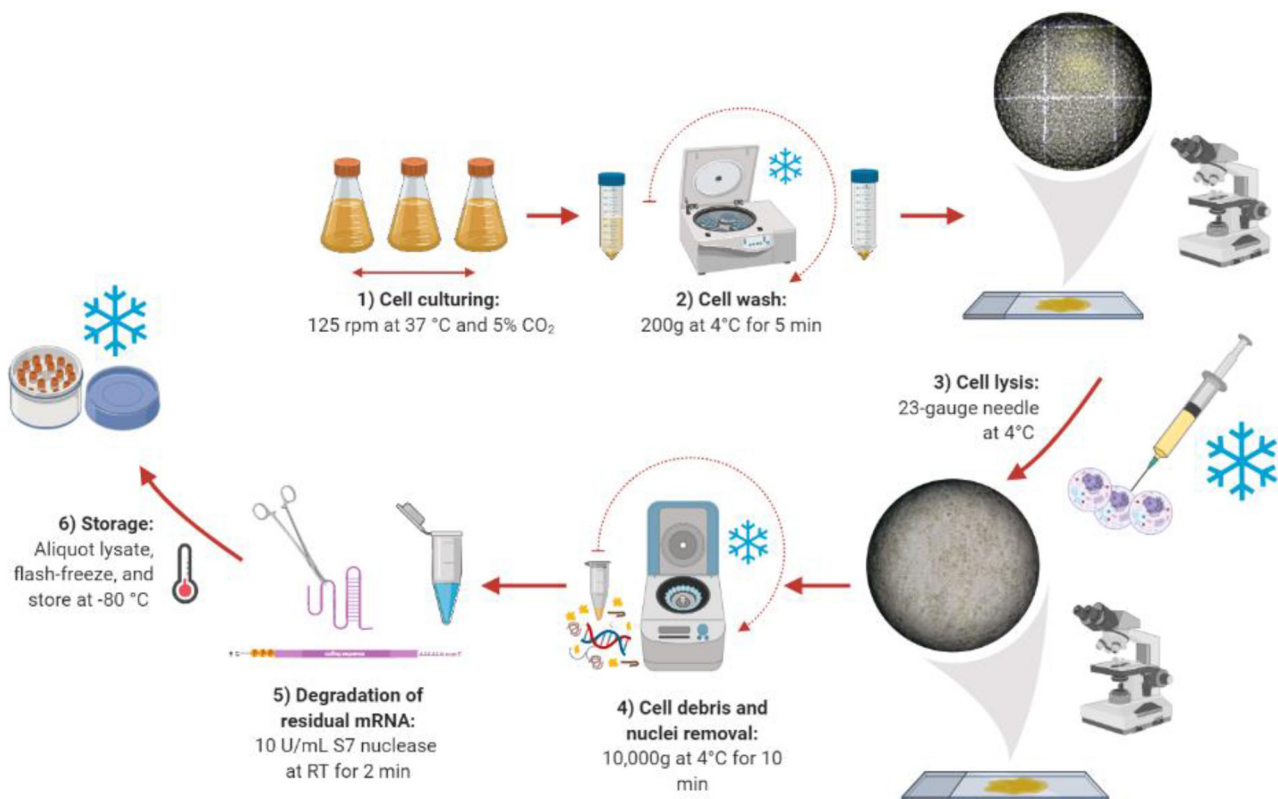 1) Cell culturing:
125 rpm at 37 °C and 5% CO₂
2) Cell wash:
200g at 4°C for 5 min
3) Cell lysis:
23-gauge needle
at 4°C
4) Cell debris and
nuclei removal:
10,000g at 4°C for 10
min
5) Degradation of
residual mRNA:
10 U/mL S7 nuclease
at RT for 2 min
6) Storage:
Aliquot lysate,
flash-freeze, and
store at -80 °C